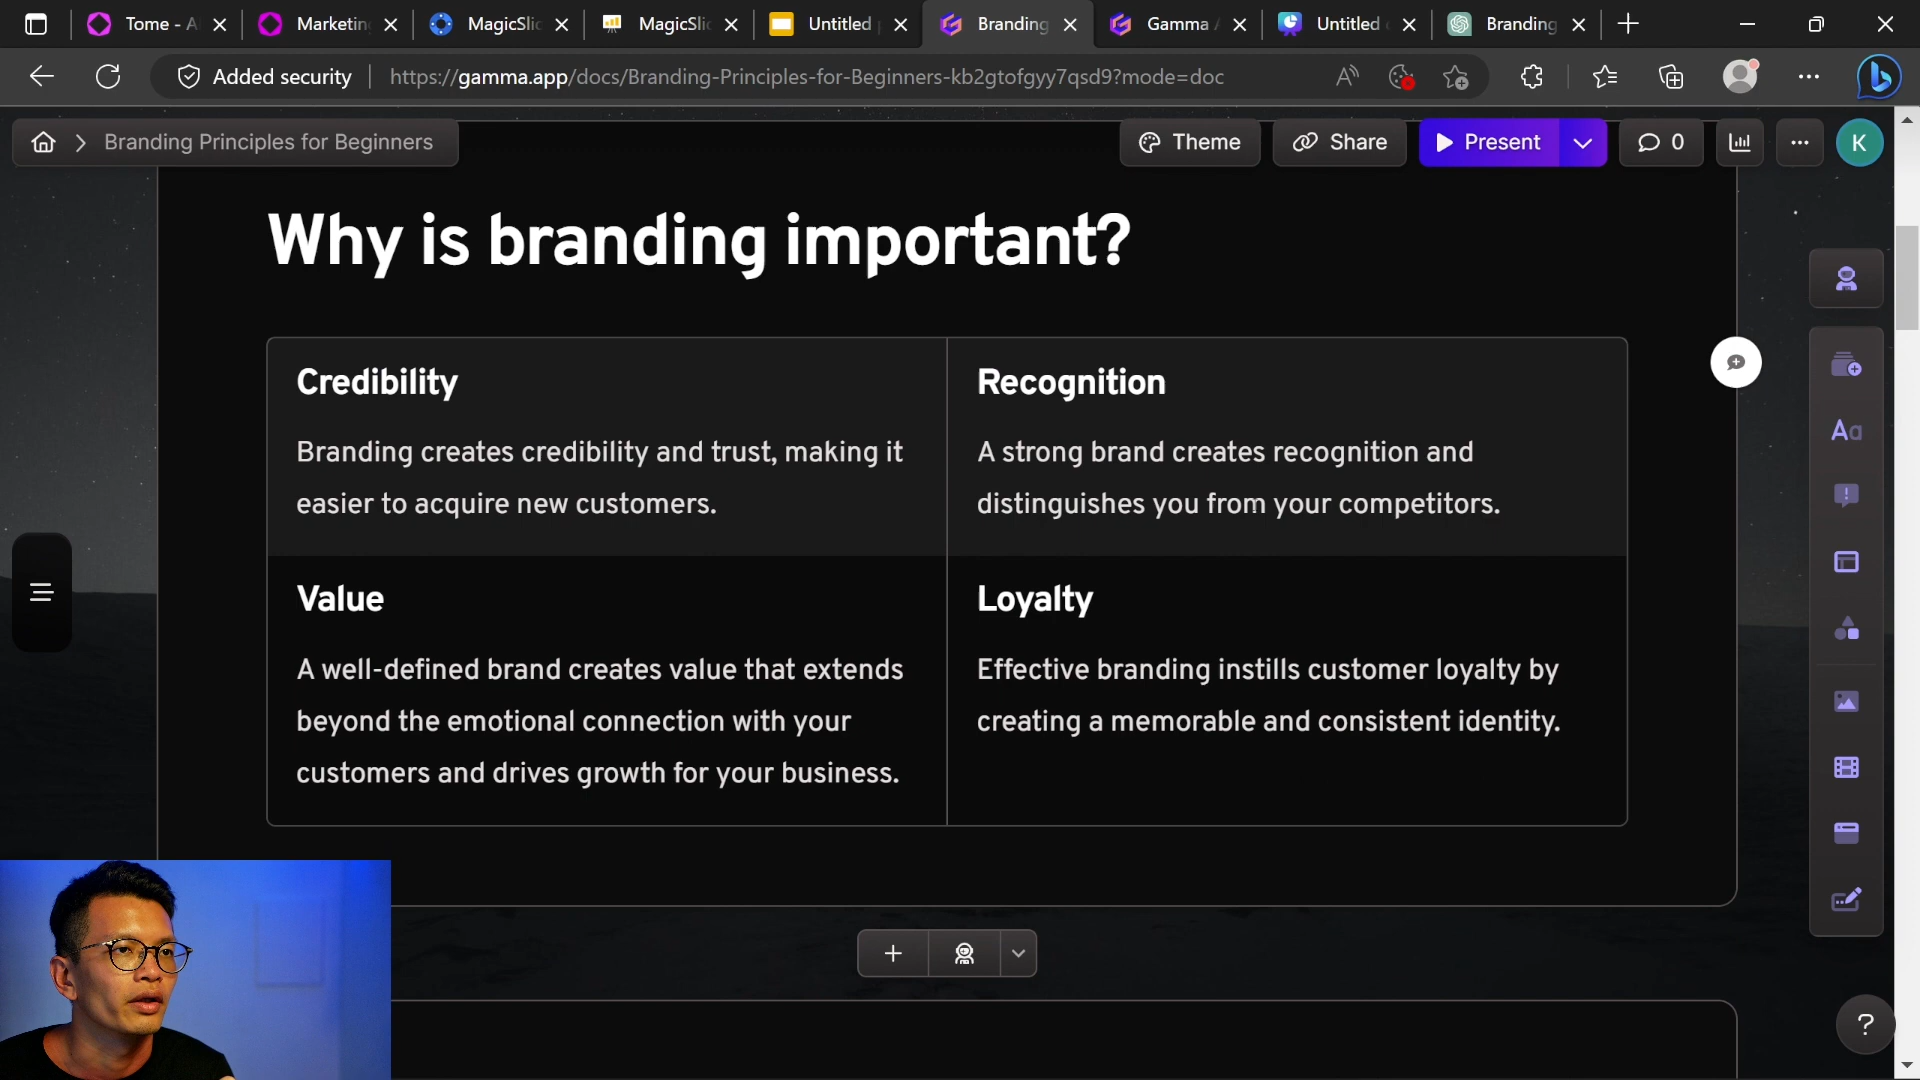 Tome - A
Marketing
MagicSlic
MagicSlic
Untitled
Branding
Gamma
Untitled
Branding
Added security
https://gamma.app/docs/Branding-Principles-for-Beginners-kb2gtofgyy7qsd9?mode=doc
Branding Principles for Beginners
Theme
Share
Present
0
K
Why is branding important?
Credibility
Branding creates credibility and trust, making it
easier to acquire new customers.
Recognition
A strong brand creates recognition and
distinguishes you from your competitors.
Value
A well-defined brand creates value that extends
beyond the emotional connection with your
customers and drives growth for your business.
Loyalty
Effective branding instills customer loyalty by
creating a memorable and consistent identity.
Aa
?